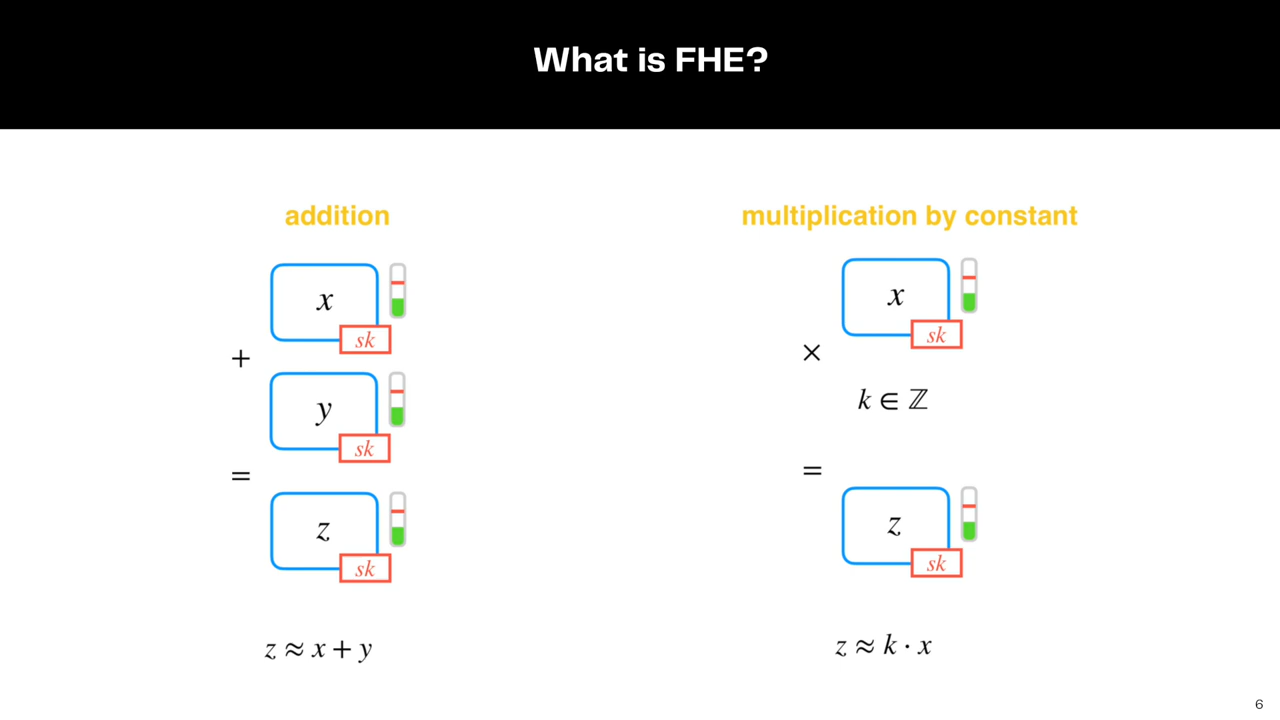 What is FHE?
addition
x
sk
+
y
sk
=
z
sk
z ≈ x + y
multiplication by constant
x
sk
×
k ∈ ℤ
=
z
sk
z ≈ k · x
6